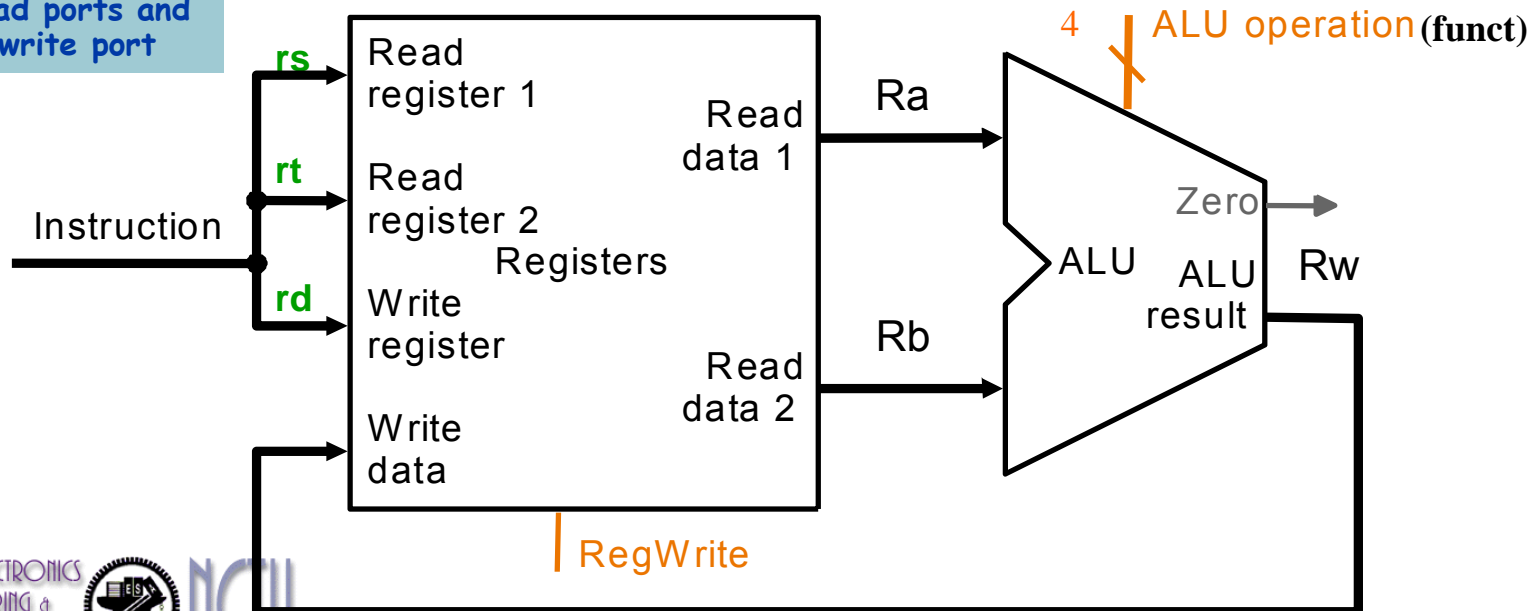 ad ports and
write port
rs
Read
register 1
rt
Read
register 2
Instruction
Registers
rd
Write
register
Write
data
Read
data 1
Read
data 2
RegWrite
Ra
Rb
4
ALU operation (funct)
Zero
ALU
ALU
result
Rw